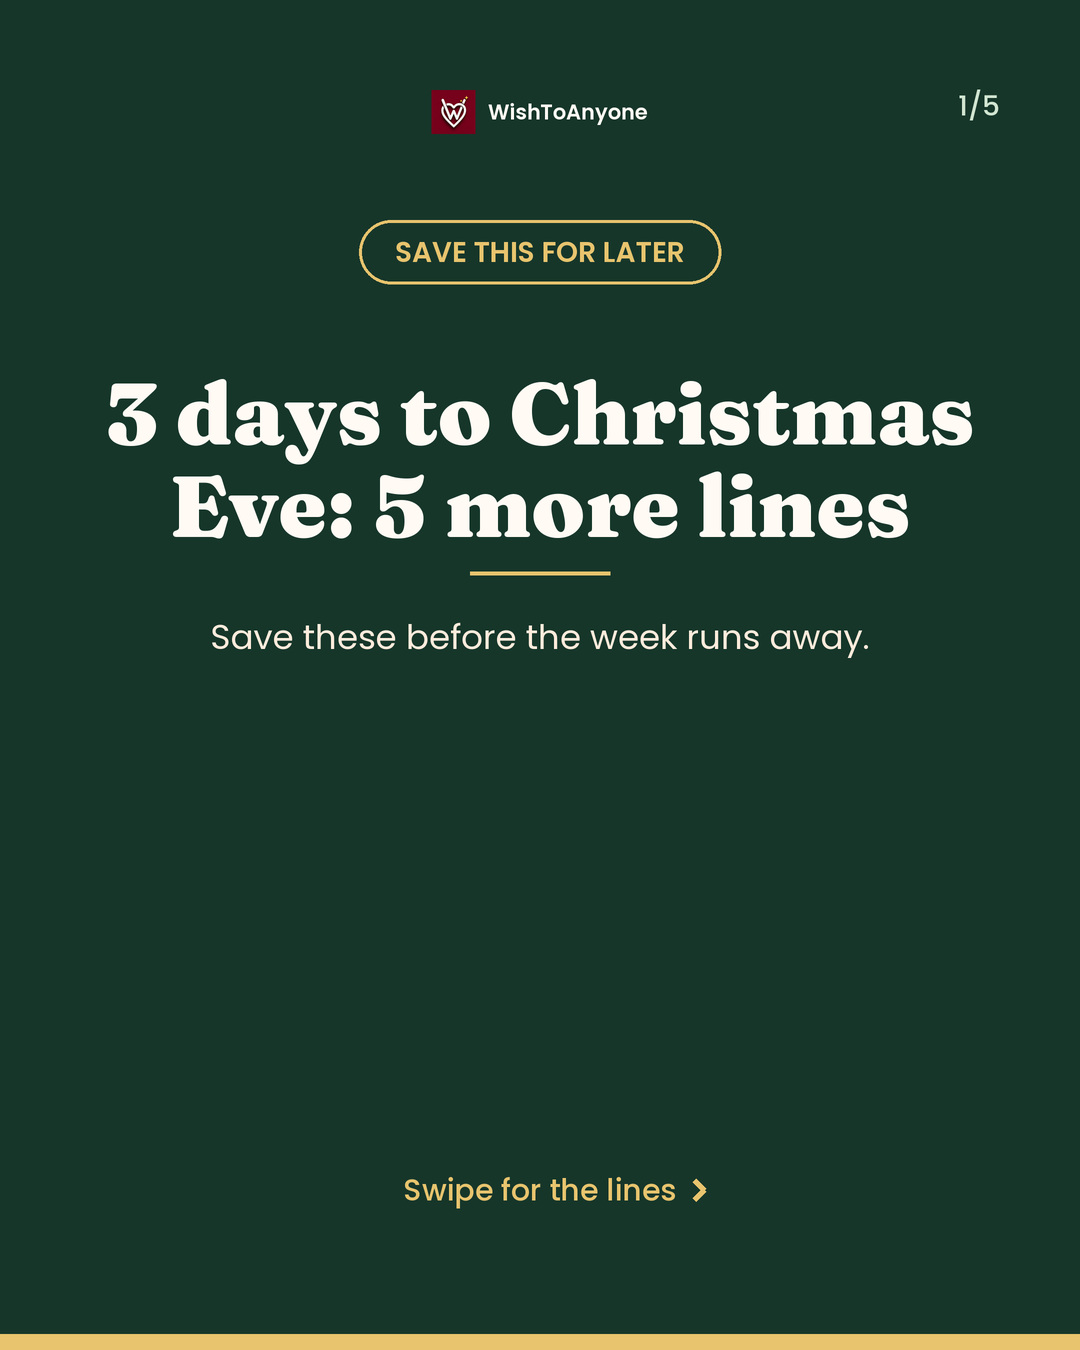 WishToAnyone
1/5
SAVE THIS FOR LATER
3 days to Christmas
Eve: 5 more lines
Save these before the week runs away.
Swipe for the lines